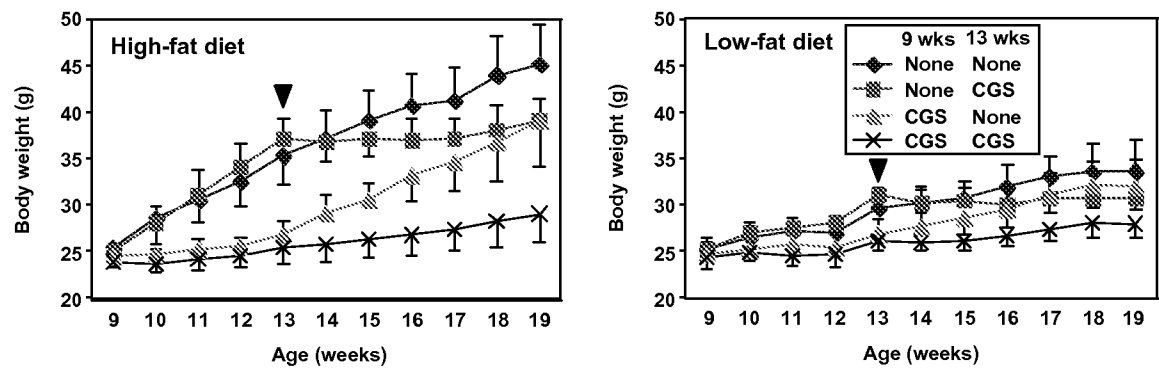 High-fat diet
Body weight (g)
50
45
40
35
30
25
20
9 10 11 12 13 14 15 16 17 18 19
Age (weeks)
Low-fat diet
9 wks 13 wks
None None
None CGS
CGS None
CGS CGS
Body weight (g)
50
45
40
35
30
25
20
9 10 11 12 13 14 15 16 17 18 19
Age (weeks)